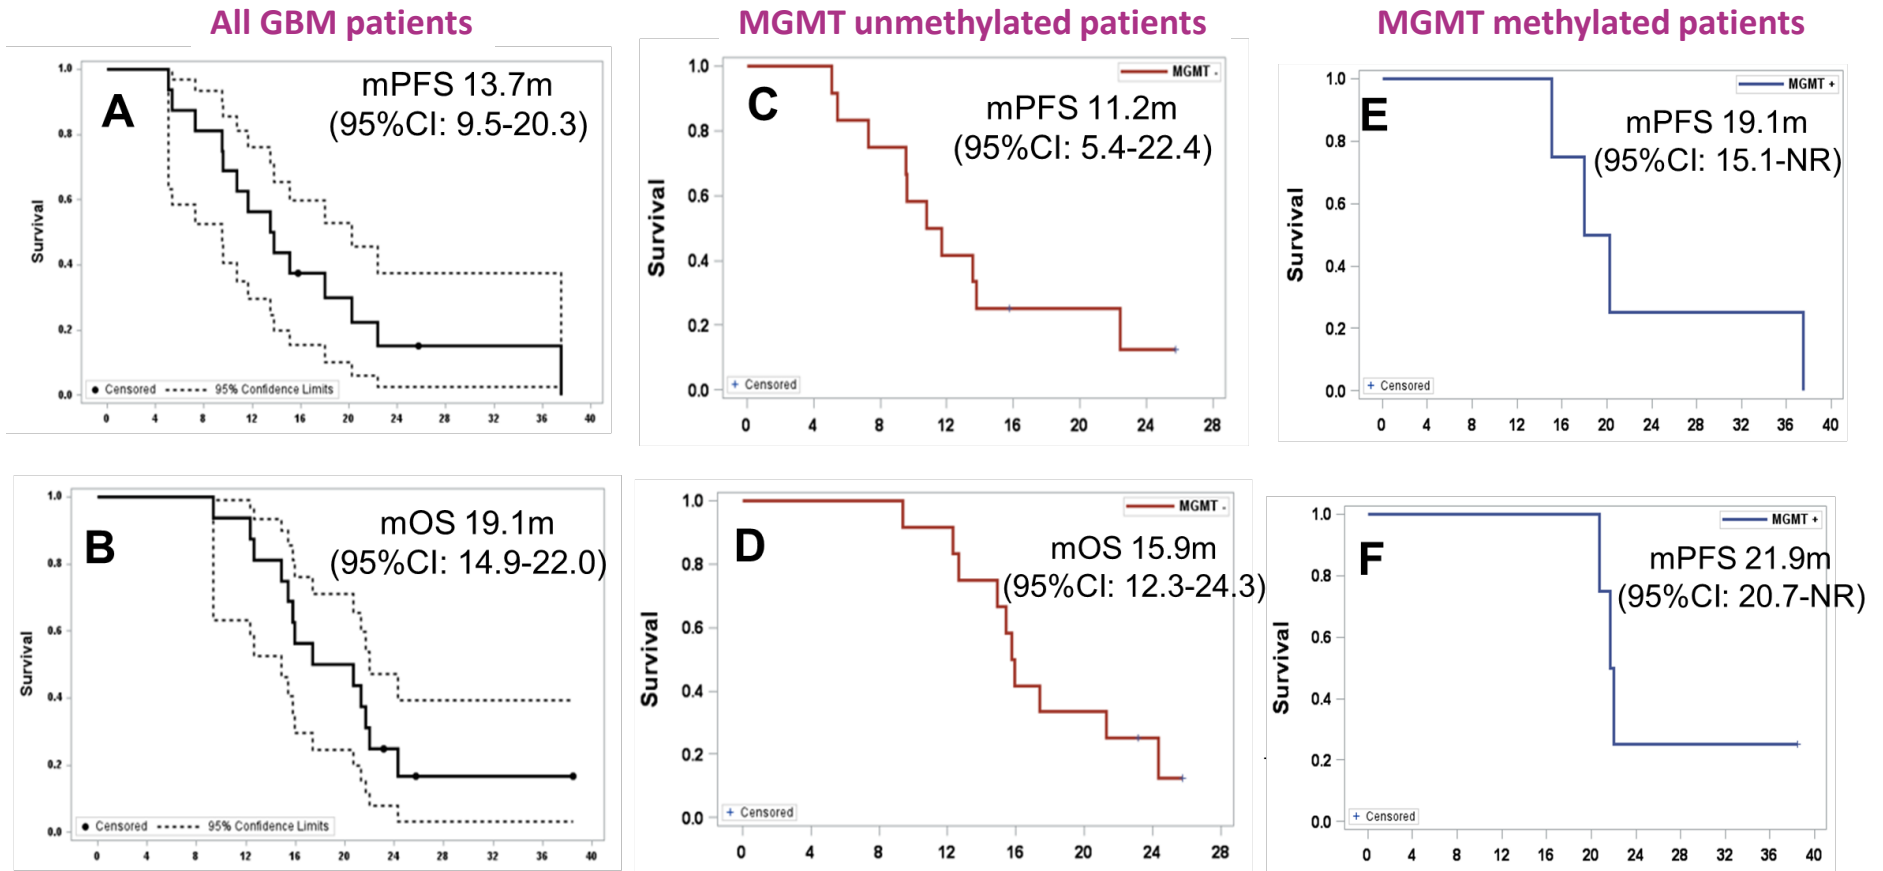 All GBM patients
MGMT unmethylated patients
MGMT methylated patients
A
mPFS 13.7m
(95%CI: 9.5-20.3)
Survival
1.0
0.8
0.6
0.4
0.2
0.0
Censored 95% Confidence Limits
0 4 8 12 16 20 24 28 32 36 40
C
MGMT -
mPFS 11.2m
(95%CI: 5.4-22.4)
Survival
1.0
0.8
0.6
0.4
0.2
0.0
+ Censored
0 4 8 12 16 20 24 28
E
MGMT +
mPFS 19.1m
(95%CI: 15.1-NR)
Survival
1.0
0.8
0.6
0.4
0.2
0.0
+ Censored
0 4 8 12 16 20 24 28 32 36 40
B
mOS 19.1m
(95%CI: 14.9-22.0)
Survival
1.0
0.8
0.6
0.4
0.2
0.0
Censored 95% Confidence Limits
0 4 8 12 16 20 24 28 32 36 40
D
MGMT -
mOS 15.9m
(95%CI: 12.3-24.3)
Survival
1.0
0.8
0.6
0.4
0.2
0.0
+ Censored
0 4 8 12 16 20 24 28
F
MGMT +
mPFS 21.9m
(95%CI: 20.7-NR)
Survival
1.0
0.8
0.6
0.4
0.2
0.0
+ Censored
0 4 8 12 16 20 24 28 32 36 40